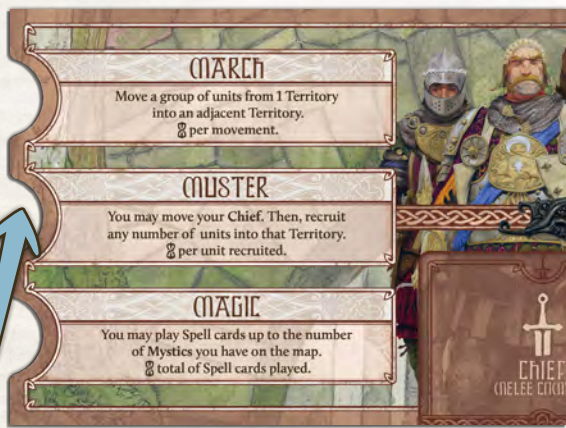 MARCH
Move a group of units from 1 Territory
into an adjacent Territory.
per movement.
MUSTER
You may move your Chief. Then, recruit
any number of units into that Territory.
per unit recruited.
MAGIC
You may play Spell cards up to the number
of Mystics you have on the map.
total of Spell cards played.
CHIEF
MELEE